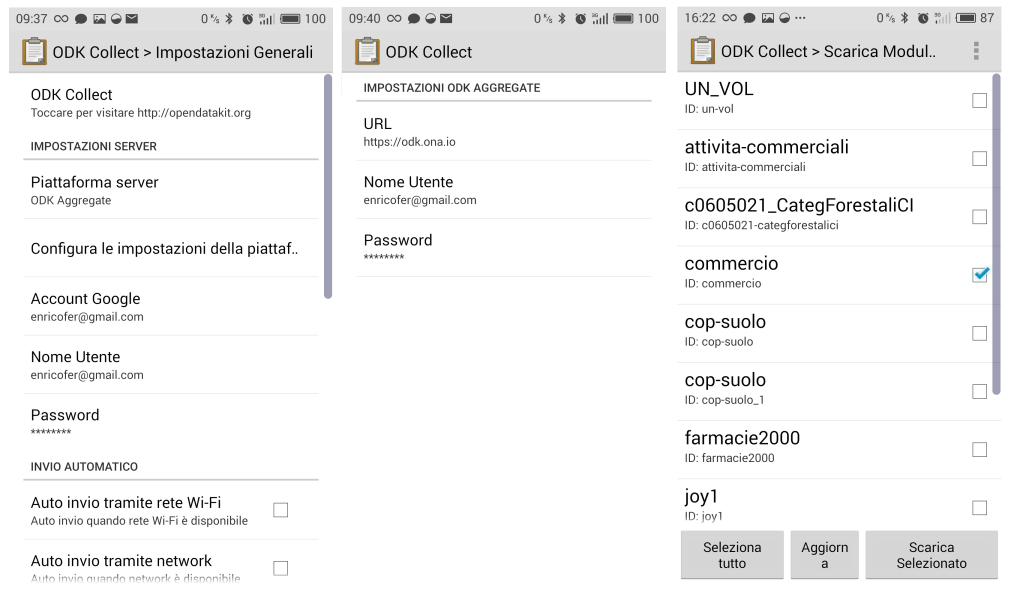 09:37
0 K/s
3G
100
ODK Collect > Impostazioni Generali
ODK Collect
Toccare per visitare http://opendatakit.org
IMPOSTAZIONI SERVER
Piattaforma server
ODK Aggregate
Configura le impostazioni della piattaf..
Account Google
enricofer@gmail.com
Nome Utente
enricofer@gmail.com
Password
********
INVIO AUTOMATICO
Auto invio tramite rete Wi-Fi
Auto invio quando rete Wi-Fi è disponibile
Auto invio tramite network
Auto invio quando network è disponibile
09:40
0 K/s
3G
100
ODK Collect
IMPOSTAZIONI ODK AGGREGATE
URL
https://odk.ona.io
Nome Utente
enricofer@gmail.com
Password
********
16:22
0 K/s
3G
87
ODK Collect > Scarica Modul..
UN_VOL
ID: un-vol
attivita-commerciali
ID: attivita-commerciali
c0605021_CategForestaliCI
ID: c0605021-categforestalici
commercio
ID: commercio
cop-suolo
ID: cop-suolo
cop-suolo
ID: cop-suolo_1
farmacie2000
ID: farmacie2000
joy1
ID: joy1
Seleziona
tutto
Aggiorn
a
Scarica
Selezionato